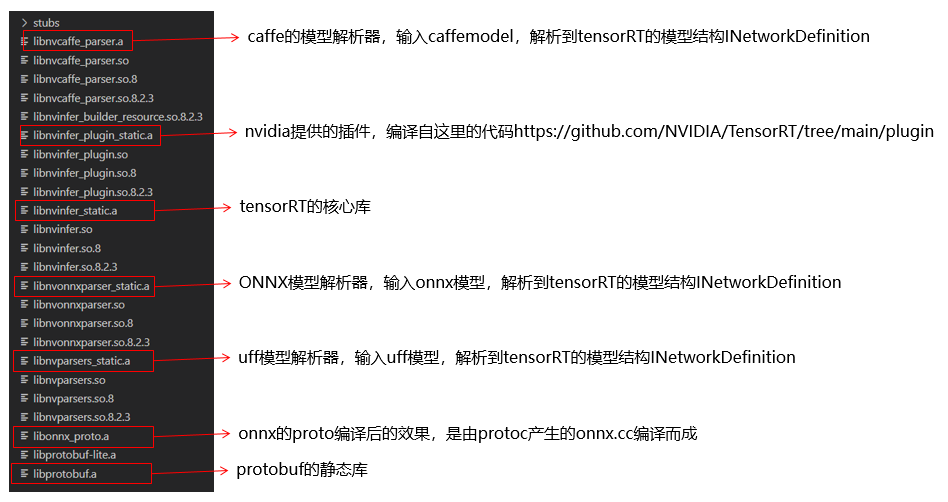 stubs
libnvcaffe_parser.a
caffe的模型解析器，输入caffemodel，解析到tensorRT的模型结构INetworkDefinition
libnvcaffe_parser.so
libnvcaffe_parser.so.8
libnvcaffe_parser.so.8.2.3
libnvinfer_builder_resource.so.8.2.3
libnvinfer_plugin_static.a
nvidia提供的插件，编译自这里的代码https://github.com/NVIDIA/TensorRT/tree/main/plugin
libnvinfer_plugin.so
libnvinfer_plugin.so.8
libnvinfer_plugin.so.8.2.3
libnvinfer_static.a
tensorRT的核心库
libnvinfer.so
libnvinfer.so.8
libnvinfer.so.8.2.3
libnvonnxparser_static.a
ONNX模型解析器，输入onnx模型，解析到tensorRT的模型结构INetworkDefinition
libnvonnxparser.so
libnvonnxparser.so.8
libnvonnxparser.so.8.2.3
libnvparsers_static.a
uff模型解析器，输入uff模型，解析到tensorRT的模型结构INetworkDefinition
libnvparsers.so
libnvparsers.so.8
libnvparsers.so.8.2.3
libonnx_proto.a
onnx的proto编译后的效果，是由protoc产生的onnx.cc编译而成
libprotobuf-lite.a
libprotobuf.a
protobuf的静态库